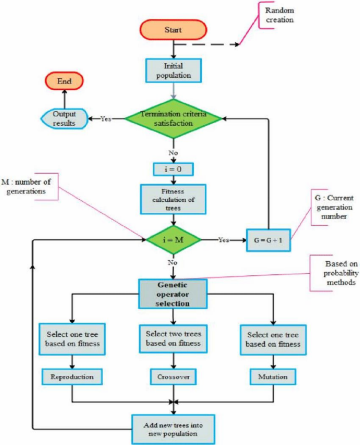 Start
Random
creation
Initial
population
End
Termination criteria
satisfaction
Output
results
Yes
No
i = 0
Fitness
calculation of
trees
M : number of
generations
G : Current
generation
number
i = M
Yes
G = G + 1
No
Based on
probability
methods
Genetic
operator
selection
Select one tree
based on fitness
Select two trees
based on fitness
Select one tree
based on fitness
Reproduction
Crossover
Mutation
Add new trees into
new population